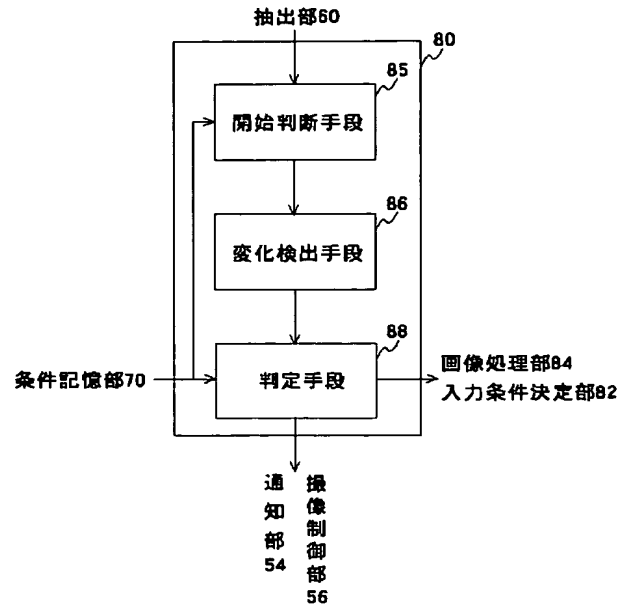 抽出部60
80
85
開始判断手段
86
変化検出手段
88
条件記憶部70
判定手段
画像処理部84
入力条件決定部82
通知部54
撮像制御部56